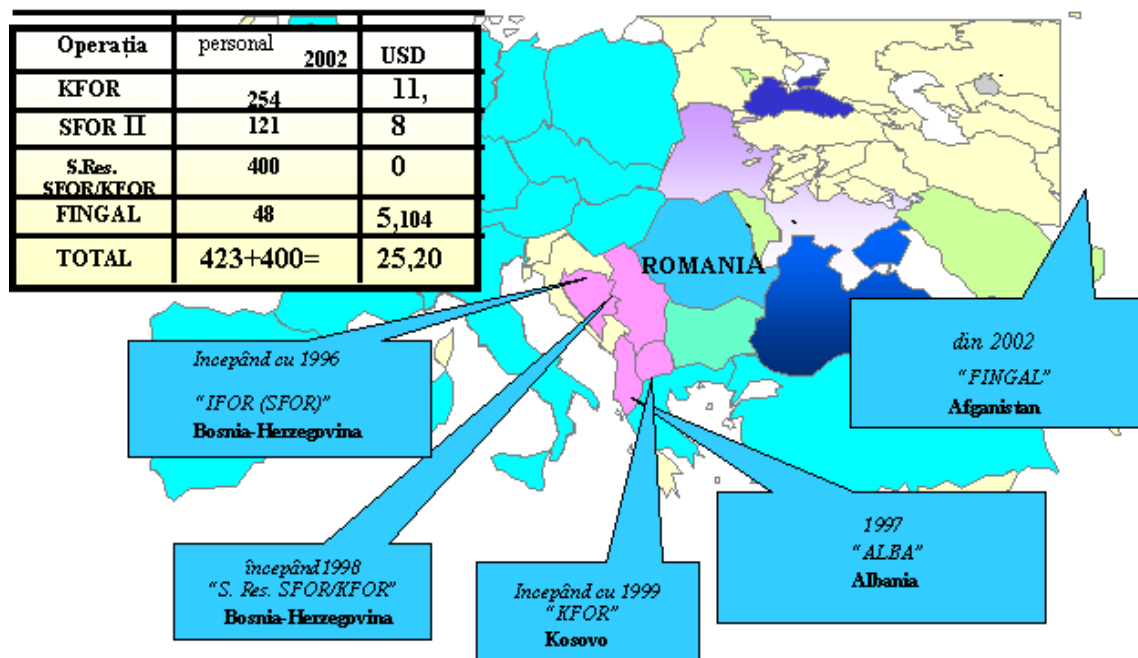 Operația personal 2002 USD
KFOR 254 11,
SFOR II 121 8
S.Res. SFOR/KFOR 400 0
FINGAL 48 5,104
TOTAL 423+400= 25,20
ROMANIA
Incepând cu 1996
“IFOR (SFOR)”
Bosnia-Herzegovina
din 2002
“FINGAL”
Afganistan
începând 1998
“S. Res. SFOR/KFOR”
Bosnia-Herzegovina
Incepând cu 1999
“KFOR”
Kosovo
1997
“ALBA”
Albania